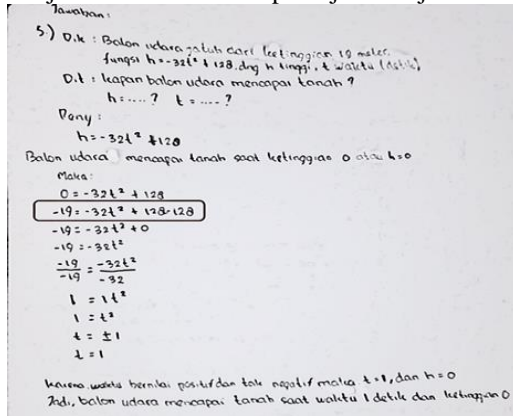 Jawaban :
5.) D.k : Balon udara jatuh dari ketinggian 19 meter.
fungsi h = -32t² + 128, dng h tinggi, t waktu (detik)
D.t : kapan balon udara mencapai tanah ?
h = .... ? t = .... ?
Peny :
h = -32t² + 128
Balon udara mencapai tanah saat ketinggian 0 atau h = 0
Maka :
0 = -32t² + 128
-19 = -32t² + 128-128
-19 = -32t² + 0
-19 = -32t²
-19/-19 = -32t²/-32
1 = 1t²
1 = t²
t = ±1
t = 1
karena waktu bernilai positif dan tak negatif maka t = 1, dan h = 0
Jadi, balon udara mencapai tanah saat waktu 1 detik dan ketinggian 0